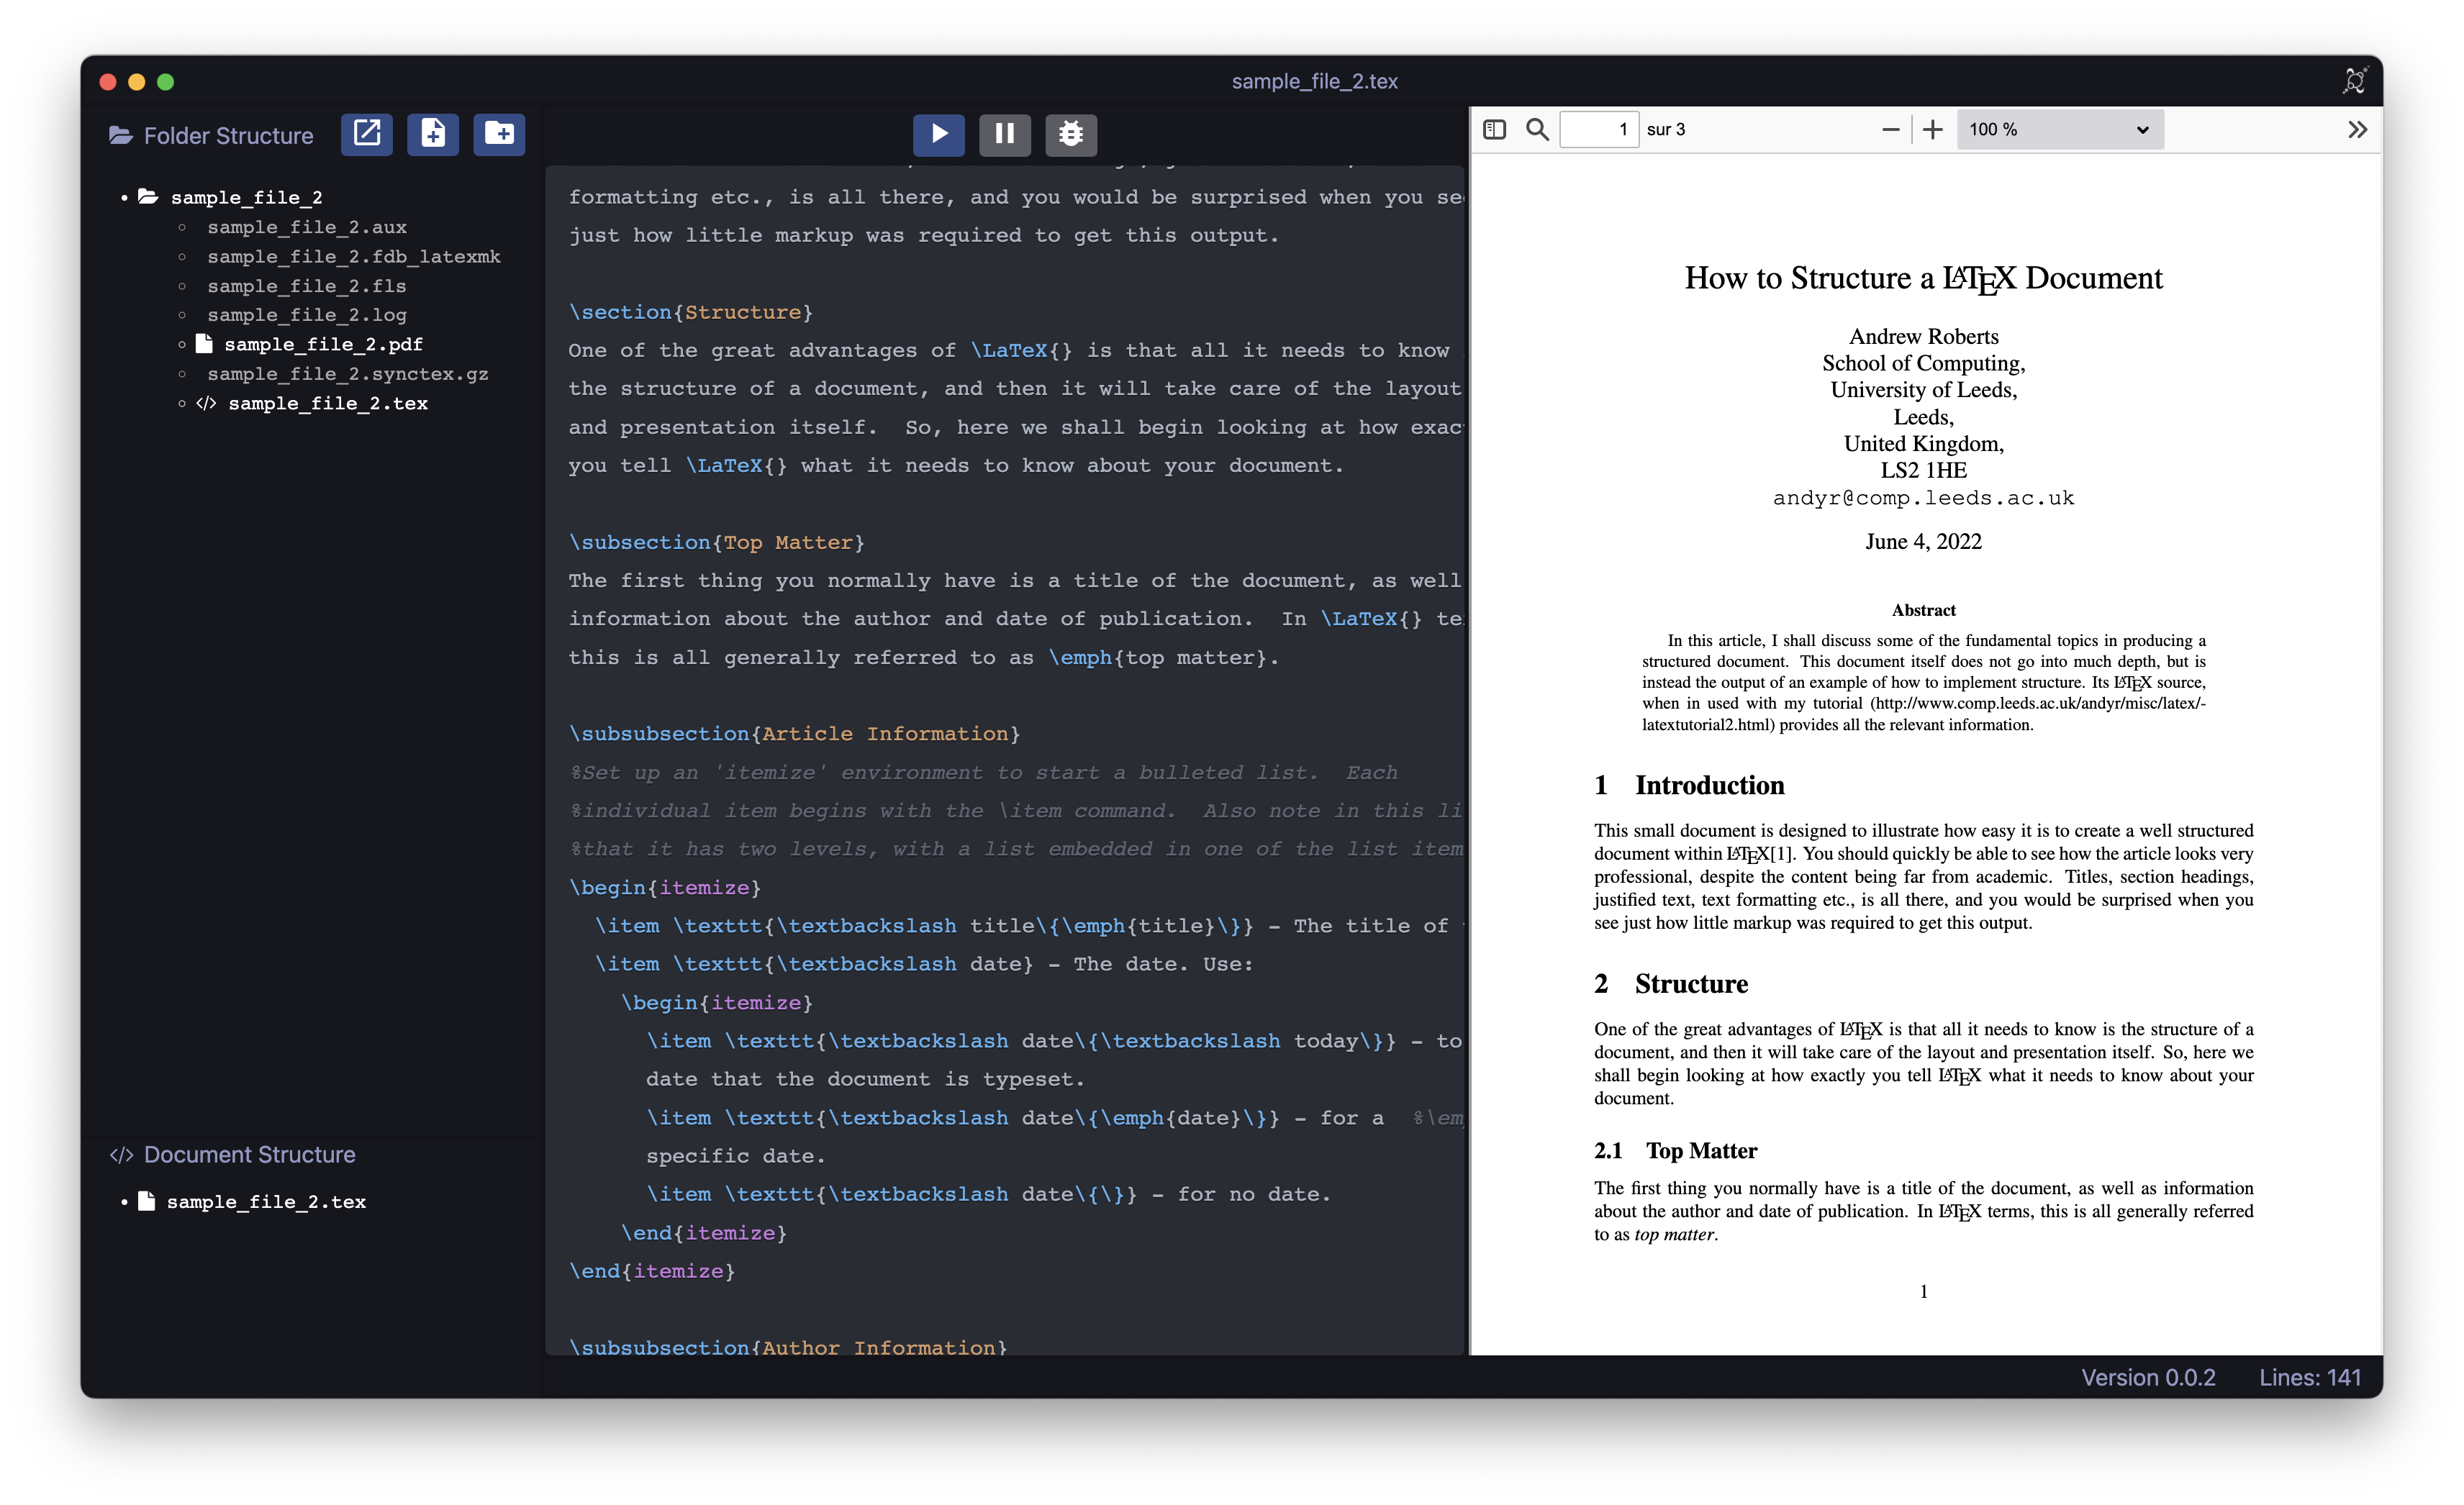 sample_file_2.tex
Folder Structure
sample_file_2
sample_file_2.aux
sample_file_2.fdb_latexmk
sample_file_2.fls
sample_file_2.log
sample_file_2.pdf
sample_file_2.synctex.gz
</> sample_file_2.tex
</> Document Structure
sample_file_2.tex
formatting etc., is all there, and you would be surprised when you se
just how little markup was required to get this output.
\section{Structure}
One of the great advantages of \LaTeX{} is that all it needs to know
the structure of a document, and then it will take care of the layout
and presentation itself.  So, here we shall begin looking at how exac
you tell \LaTeX{} what it needs to know about your document.
\subsection{Top Matter}
The first thing you normally have is a title of the document, as well
information about the author and date of publication.  In \LaTeX{} te
this is all generally referred to as \emph{top matter}.
\subsubsection{Article Information}
%Set up an 'itemize' environment to start a bulleted list.  Each
%individual item begins with the \item command.  Also note in this li
%that it has two levels, with a list embedded in one of the list item
\begin{itemize}
\item \texttt{\textbackslash title\{\emph{title}\}} - The title of
\item \texttt{\textbackslash date} - The date. Use:
\begin{itemize}
\item \texttt{\textbackslash date\{\textbackslash today\}} - to
date that the document is typeset.
\item \texttt{\textbackslash date\{\emph{date}\}} - for a  %\em
specific date.
\item \texttt{\textbackslash date\{\}} - for no date.
\end{itemize}
\end{itemize}
\subsubsection{Author Information}
1 sur 3
100 %
How to Structure a LATEX Document
Andrew Roberts
School of Computing,
University of Leeds,
Leeds,
United Kingdom,
LS2 1HE
andyr@comp.leeds.ac.uk
June 4, 2022
Abstract
In this article, I shall discuss some of the fundamental topics in producing a
structured document. This document itself does not go into much depth, but is
instead the output of an example of how to implement structure. Its LATEX source,
when in used with my tutorial (http://www.comp.leeds.ac.uk/andyr/misc/latex/-
latextutorial2.html) provides all the relevant information.
1 Introduction
This small document is designed to illustrate how easy it is to create a well structured
document within LATEX[1]. You should quickly be able to see how the article looks very
professional, despite the content being far from academic. Titles, section headings,
justified text, text formatting etc., is all there, and you would be surprised when you
see just how little markup was required to get this output.
2 Structure
One of the great advantages of LATEX is that all it needs to know is the structure of a
document, and then it will take care of the layout and presentation itself. So, here we
shall begin looking at how exactly you tell LATEX what it needs to know about your
document.
2.1 Top Matter
The first thing you normally have is a title of the document, as well as information
about the author and date of publication. In LATEX terms, this is all generally referred
to as top matter.
1
Version 0.0.2
Lines: 141